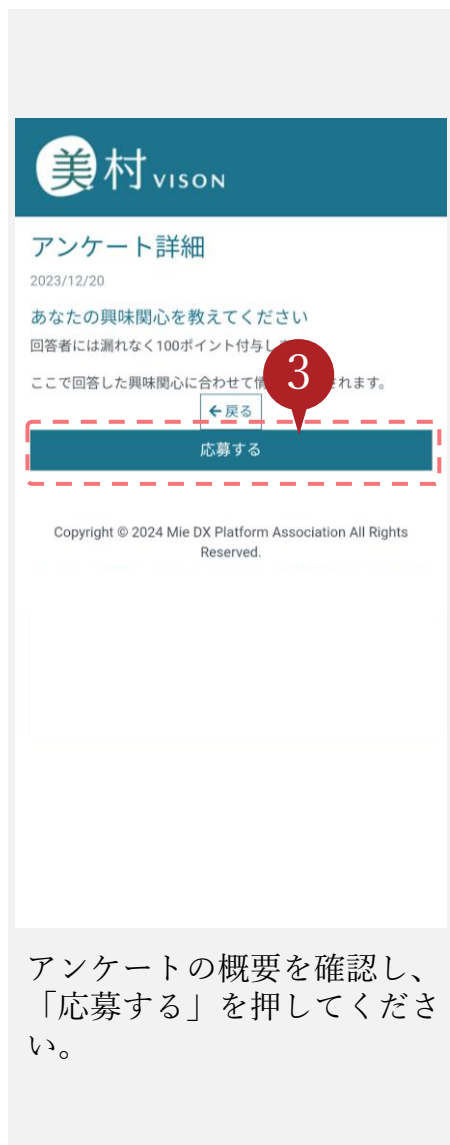 美村 VISON
アンケート詳細
2023/12/20
あなたの興味関心を教えてください
回答者には漏れなく100ポイント付与し
3
ここで回答した興味関心に合わせて情 されます。
←戻る
応募する
Copyright © 2024 Mie DX Platform Association All Rights
Reserved.
アンケートの概要を確認し、
「応募する」を押してくださ
い。